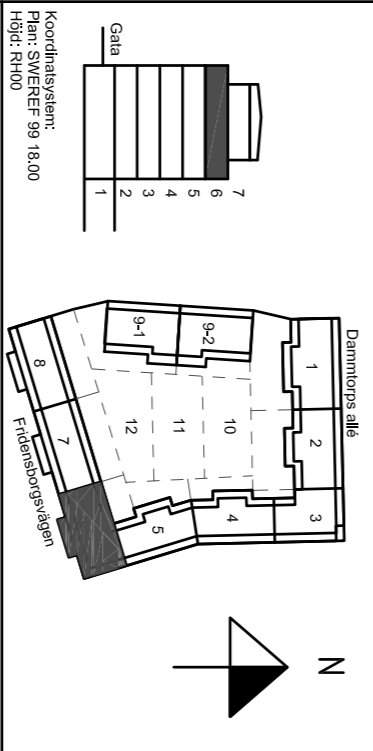 Koordinatsystem:
Plan: SWEREF 99 18.00
Höjd: RH00
Gata
1
2
3
4
5
6
7
Dammtorps allé
1
2
3
4
5
7
8
9-1
9-2
10
11
12
Fridensborgsvägen
N